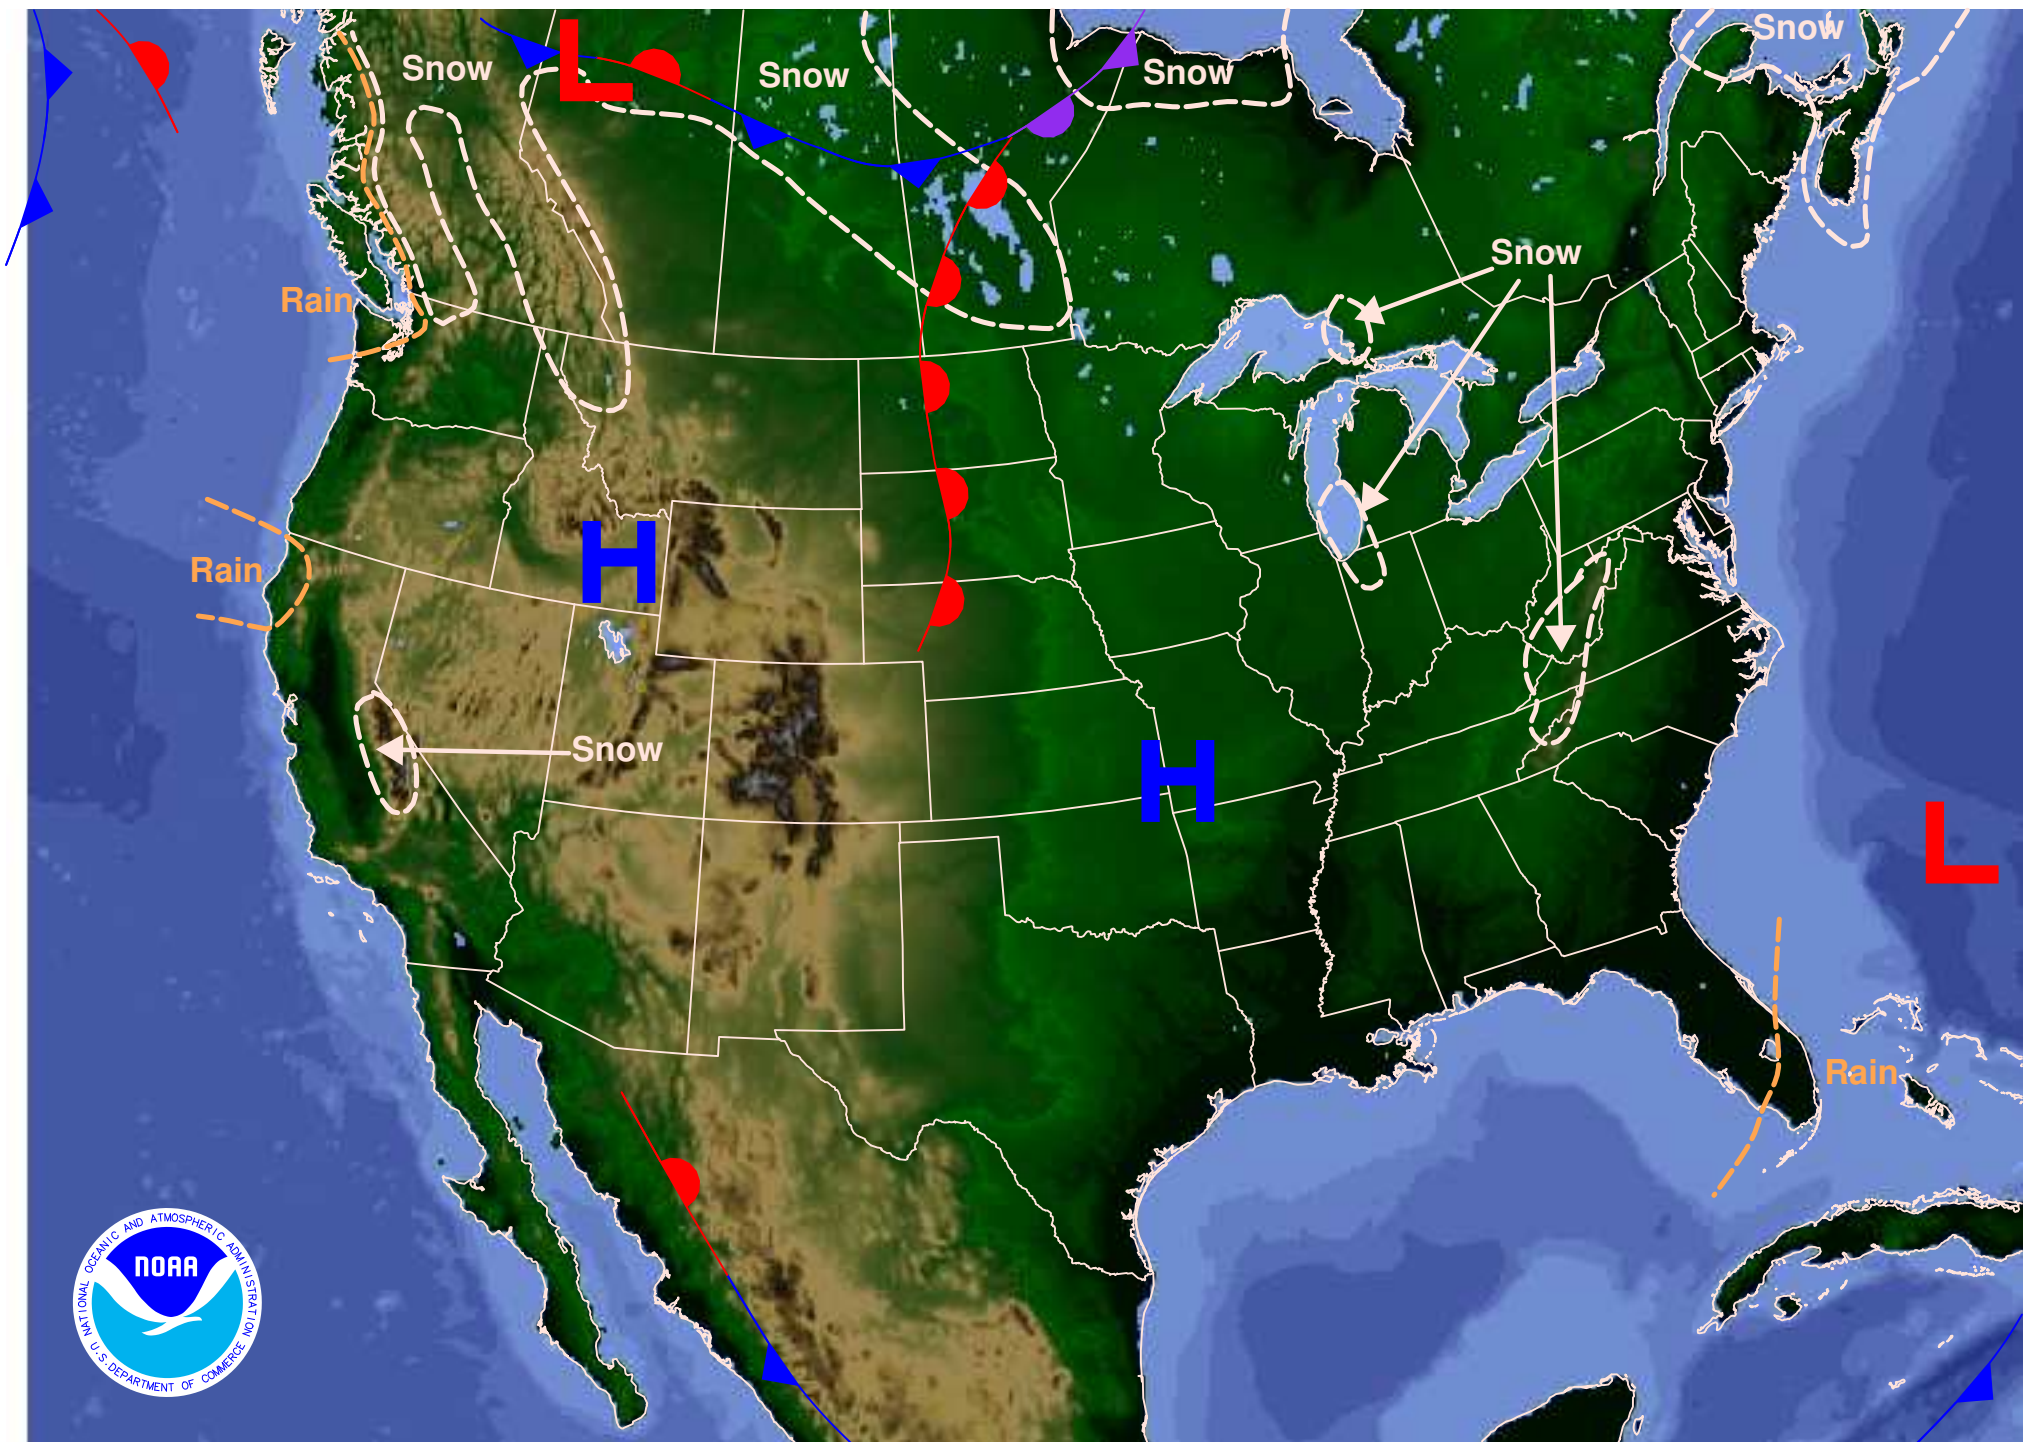 Snow
L
Snow
Snow
Snow
Snow
Rain
Rain
H
Snow
H
L
Rain
NATIONAL OCEANIC AND ATMOSPHERIC ADMINISTRATION
NOAA
U.S. DEPARTMENT OF COMMERCE